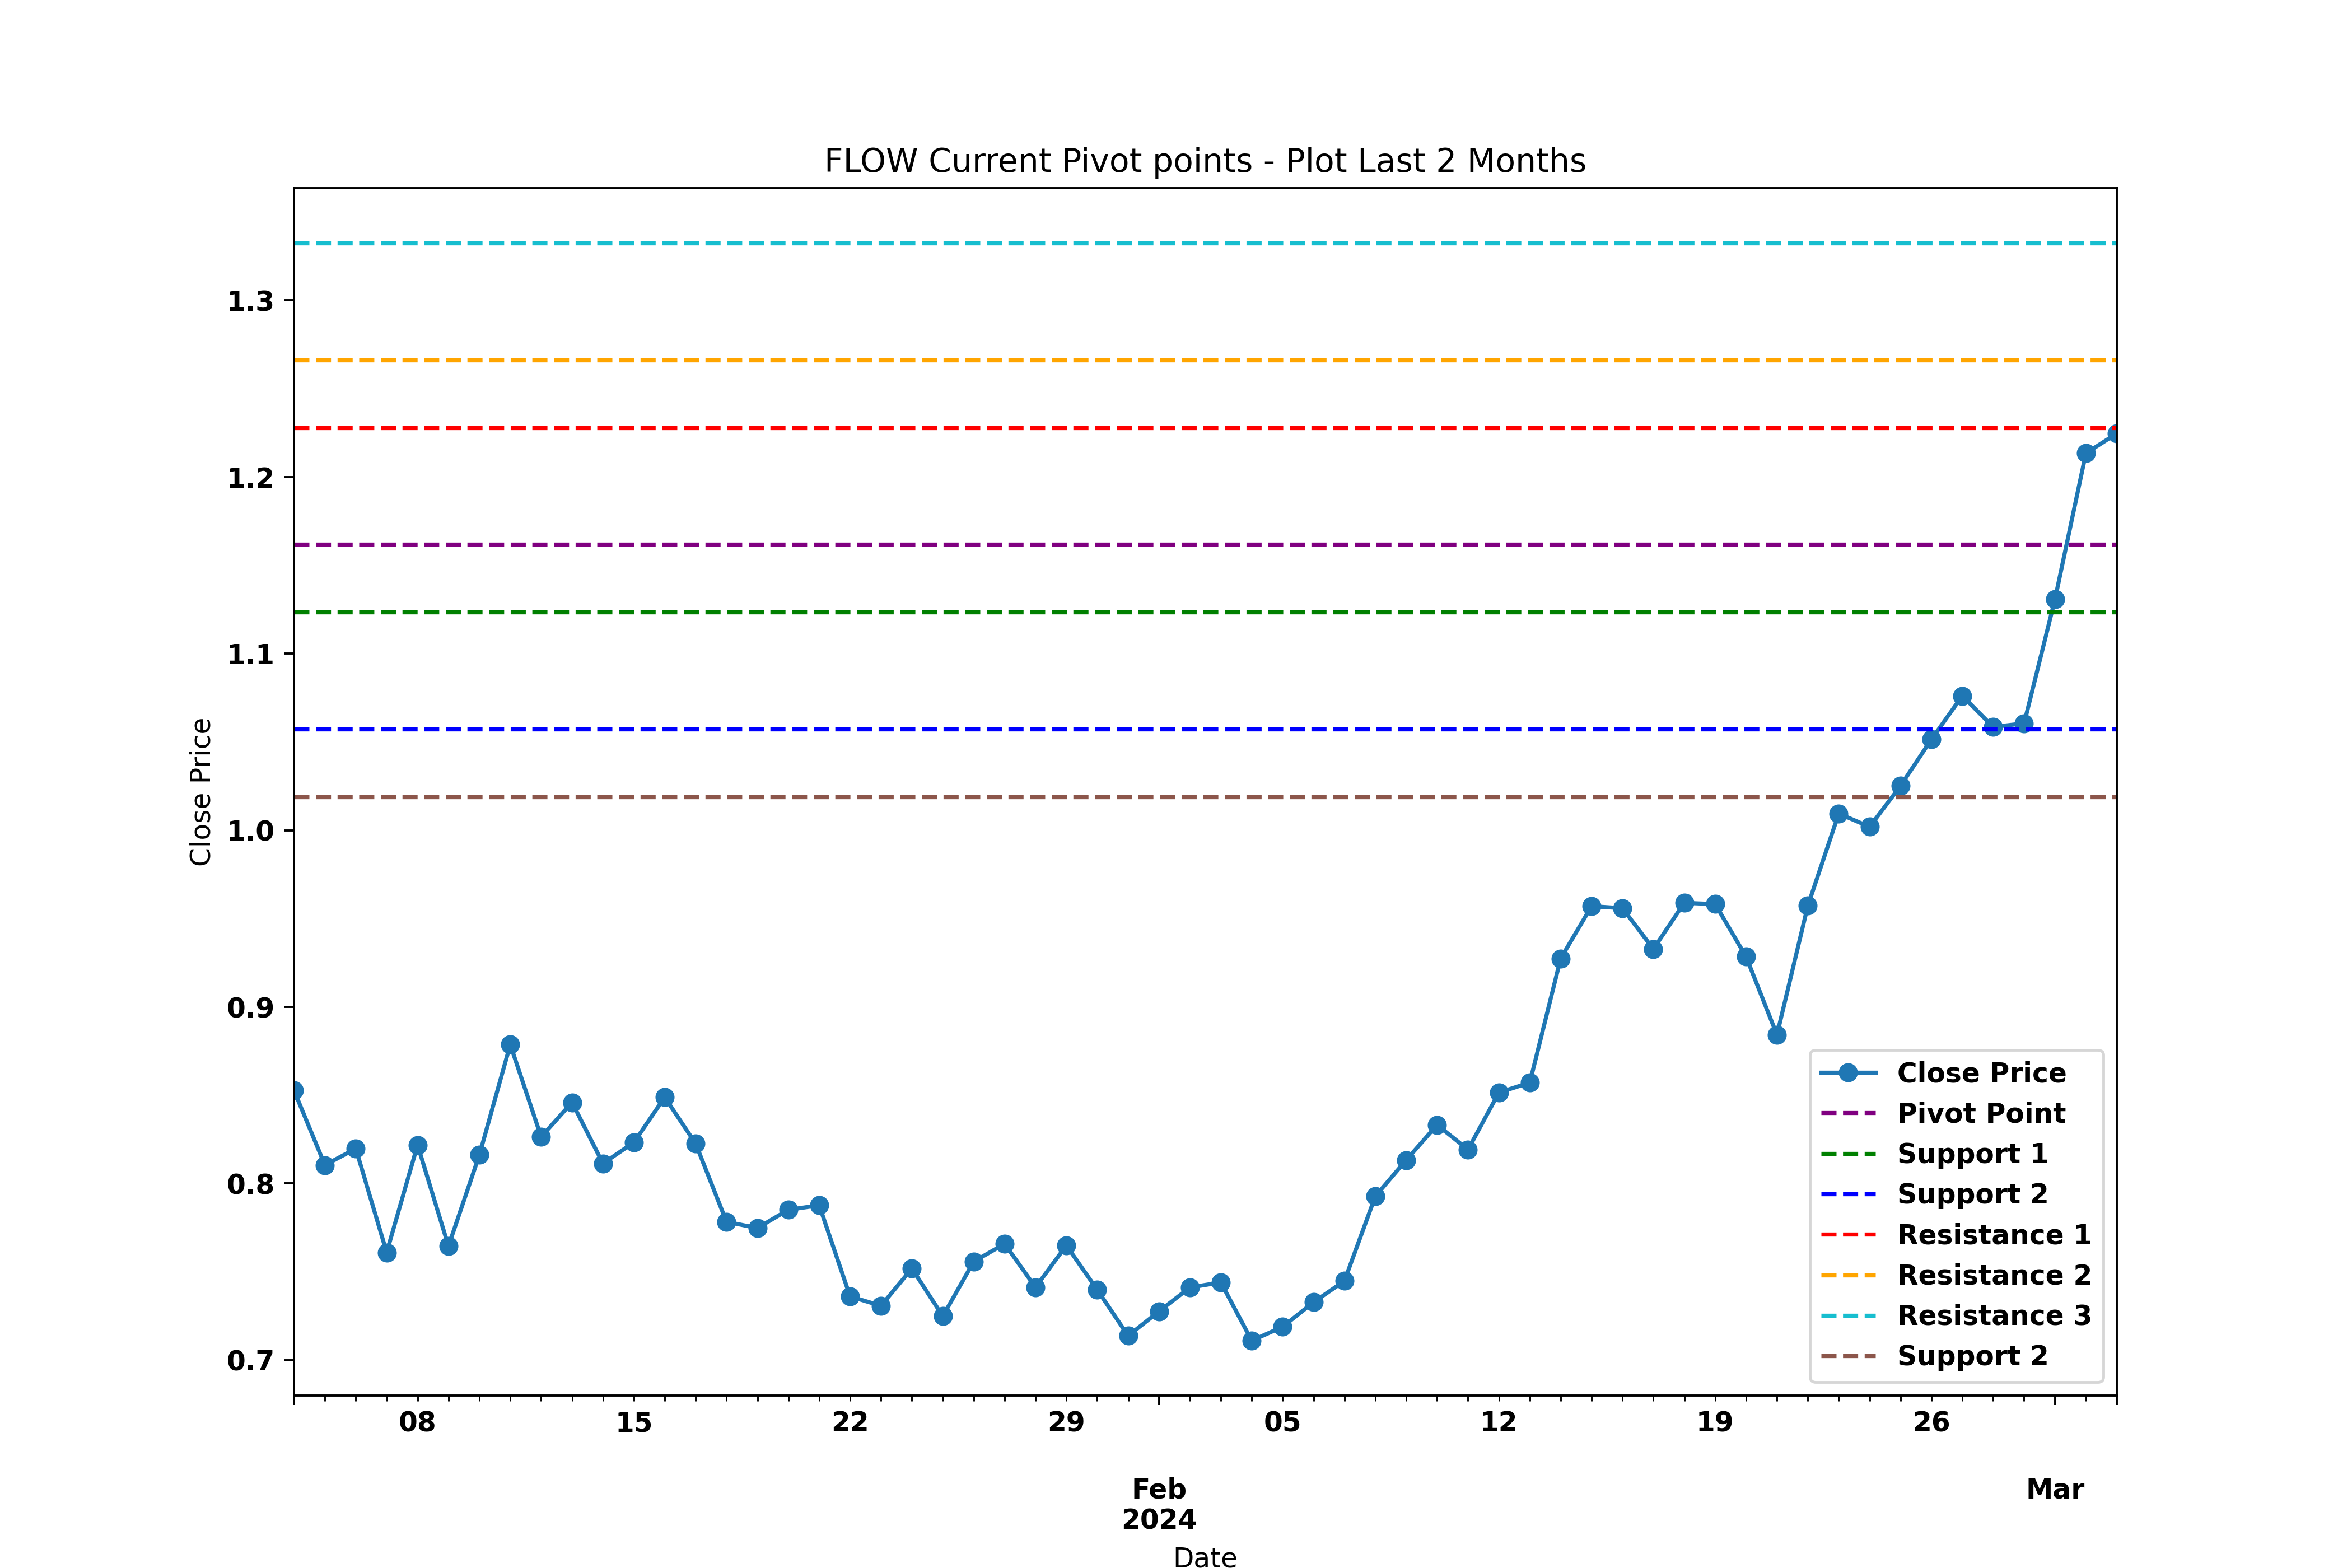 FLOW Current Pivot points - Plot Last 2 Months
Close Price
1.3
1.2
1.1
1.0
0.9
0.8
0.7
Close Price
Pivot Point
Support 1
Support 2
Resistance 1
Resistance 2
Resistance 3
Support 2
08 15 22 29 05 12 19 26
Feb Mar
2024
Date